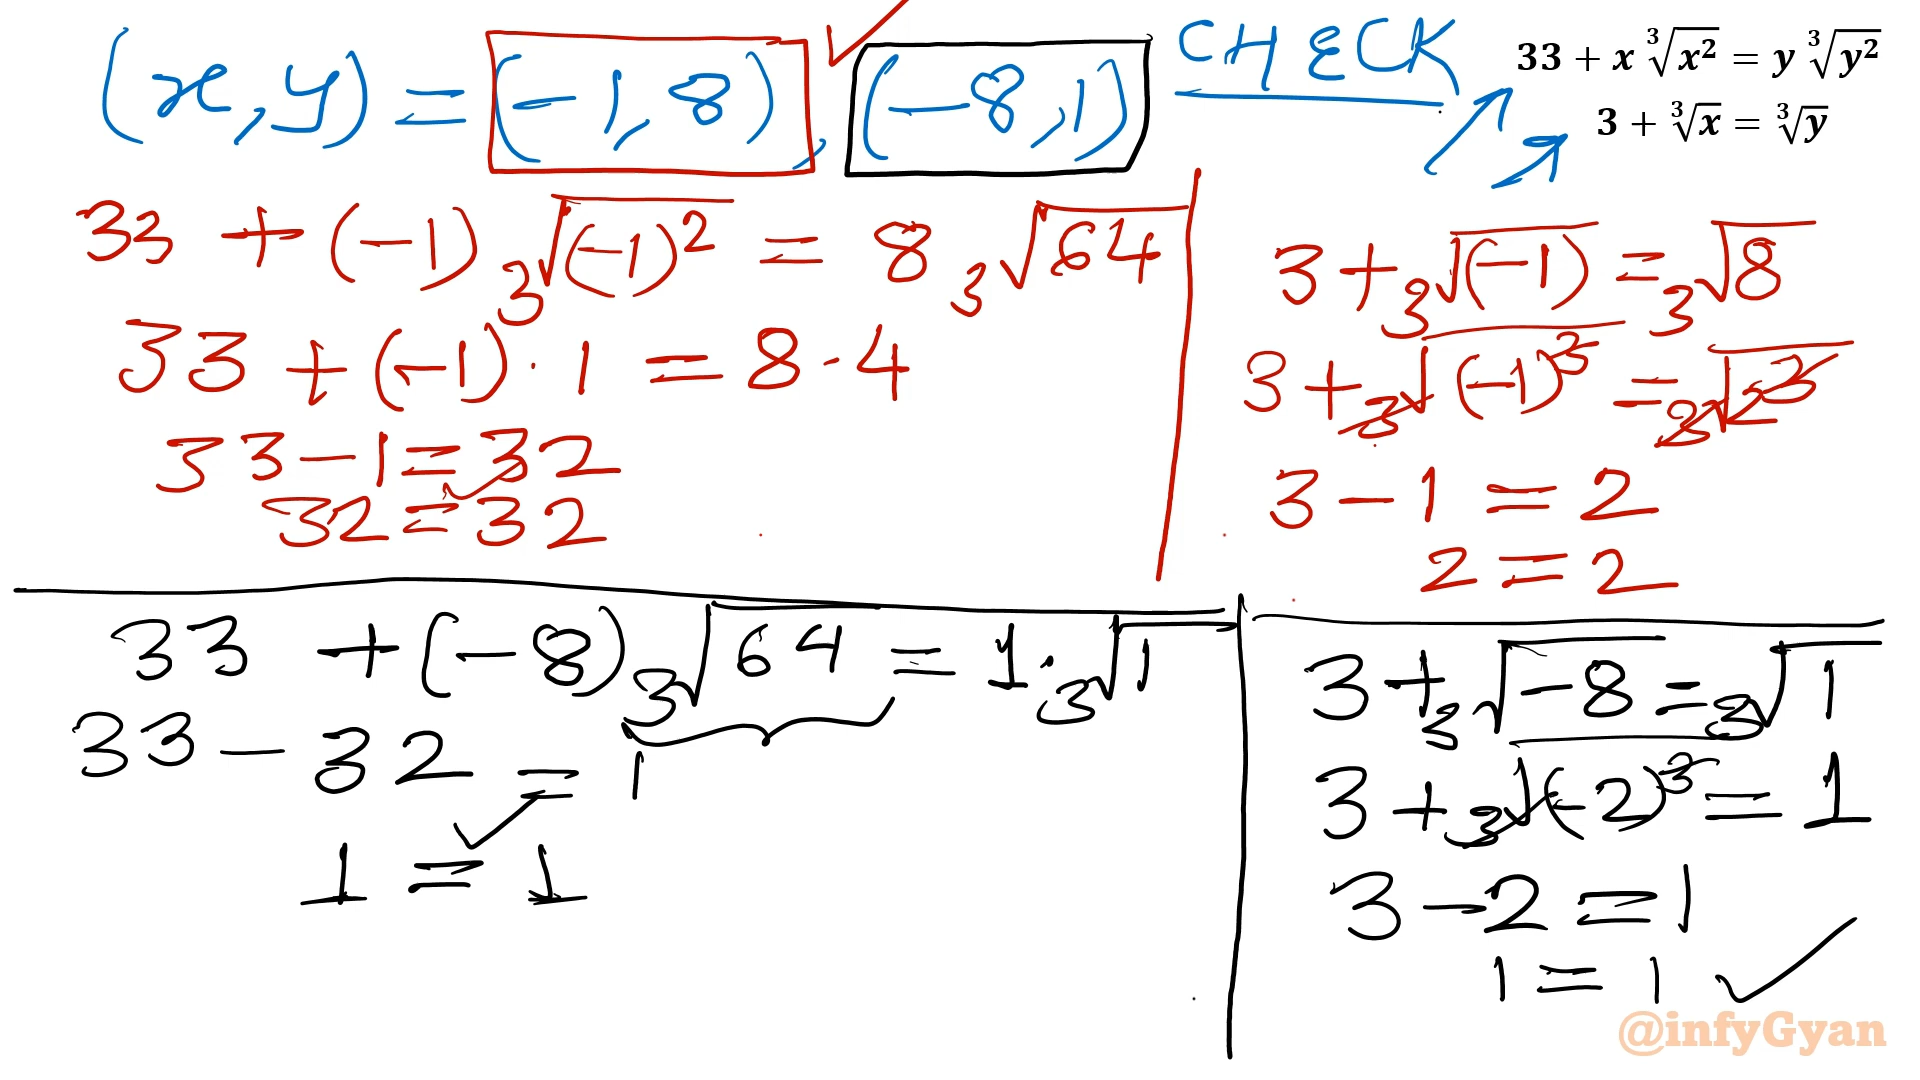 (x, y) = (-1, 8), (-8, 1) CHECK
33 + x ∛x² = y ∛y²
3 + ∛x = ∛y
33 + (-1) ∛(-1)² = 8 ∛64
33 + (-1) · 1 = 8 · 4
33 - 1 = 32
32 = 32
3 + ∛(-1) = ∛8
3 + ∛(-1)³ = ∛2³
3 - 1 = 2
2 = 2
33 + (-8) ∛64 = 1 · ∛1
33 - 32 = 1
1 = 1
3 + ∛-8 = ∛1
3 + ∛(-2)³ = 1
3 - 2 = 1
1 = 1
@infyGyan